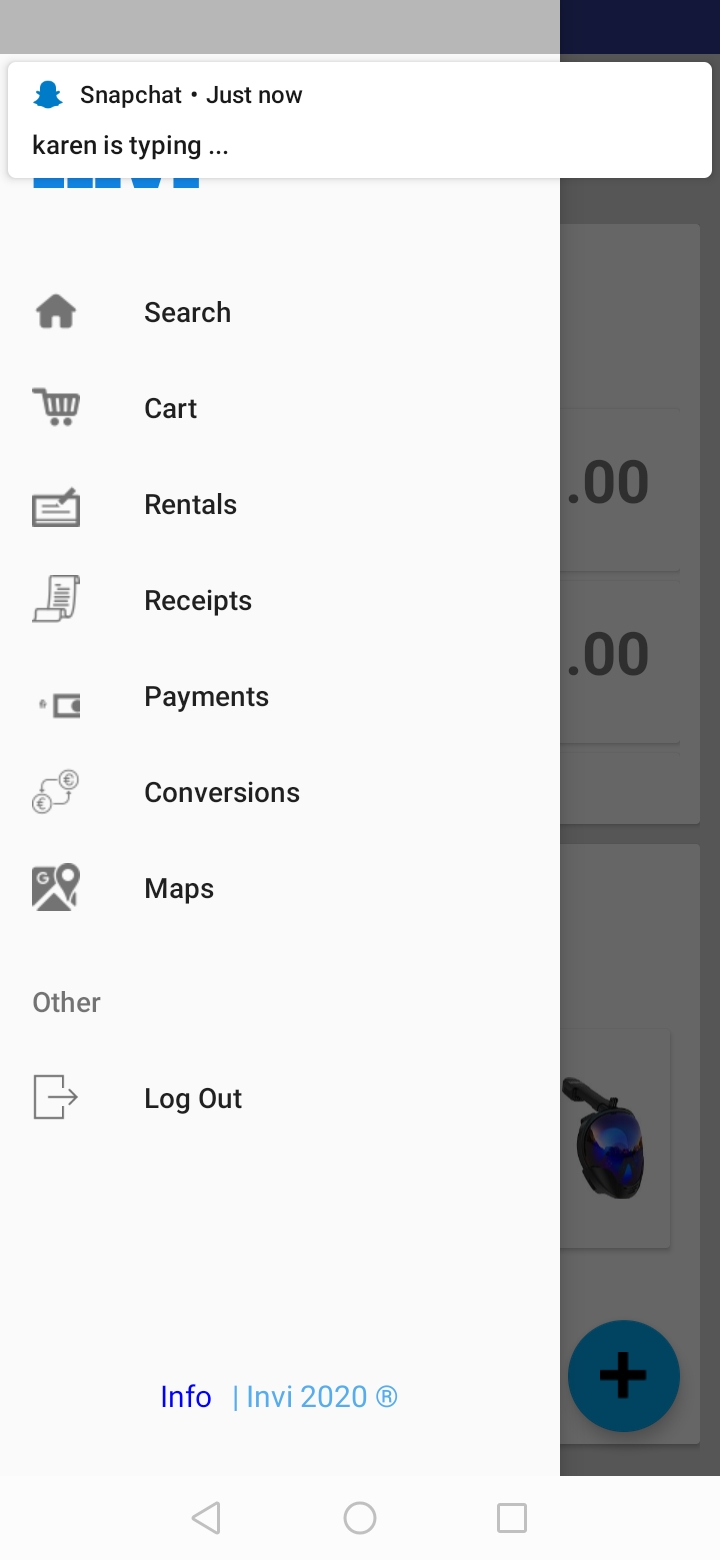 Snapchat • Just now
karen is typing ...
Search
Cart
.00
Rentals
Receipts
.00
Payments
Conversions
Maps
Other
Log Out
Info | Invi 2020 ®